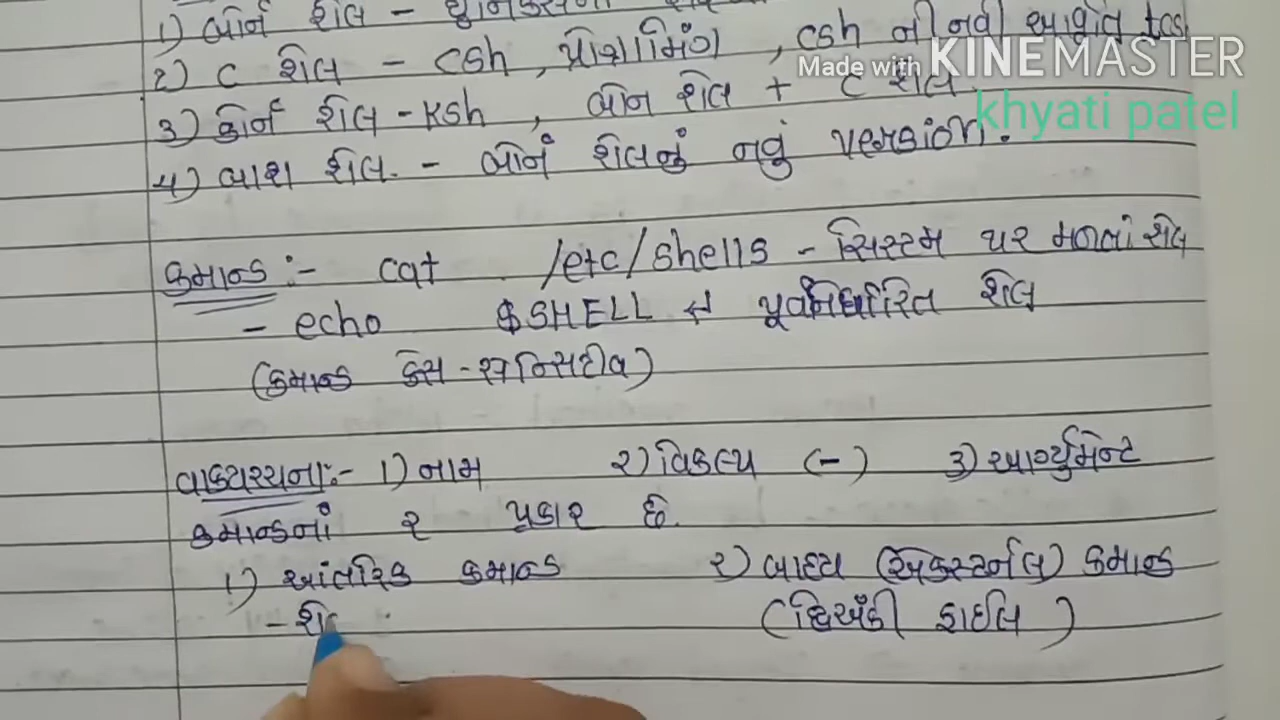 ૧) બોર્ન શેલ -
૨) C શેલ - csh, પ્રોગ્રામિંગ, csh ની નવી આવૃત્તિ tcsh
Made with KINEMASTER
khyati patel
૩) કોર્ન શેલ - Ksh, બોર્ન શેલ + C શેલ.
૪) બાશ શેલ. - બોર્ન શેલનું નવું version.
કમાન્ડ :- cat /etc/shells - સિસ્ટમ પર મળતાં શેલ
- echo $SHELL પૂર્વનિર્ધારિત શેલ
(કમાન્ડ કેસ - સેન્સિટીવ)
વાક્યરચના:- ૧) નામ ૨) વિકલ્પ (-) ૩) આર્ગ્યુમેન્ટ
કમાન્ડનાં ૨ પ્રકાર છે.
૧) આંતરિક કમાન્ડ ૨) બાહ્ય (એક્સ્ટર્નલ) કમાન્ડ
- શે (દ્વિઅંકી ફાઈલ)